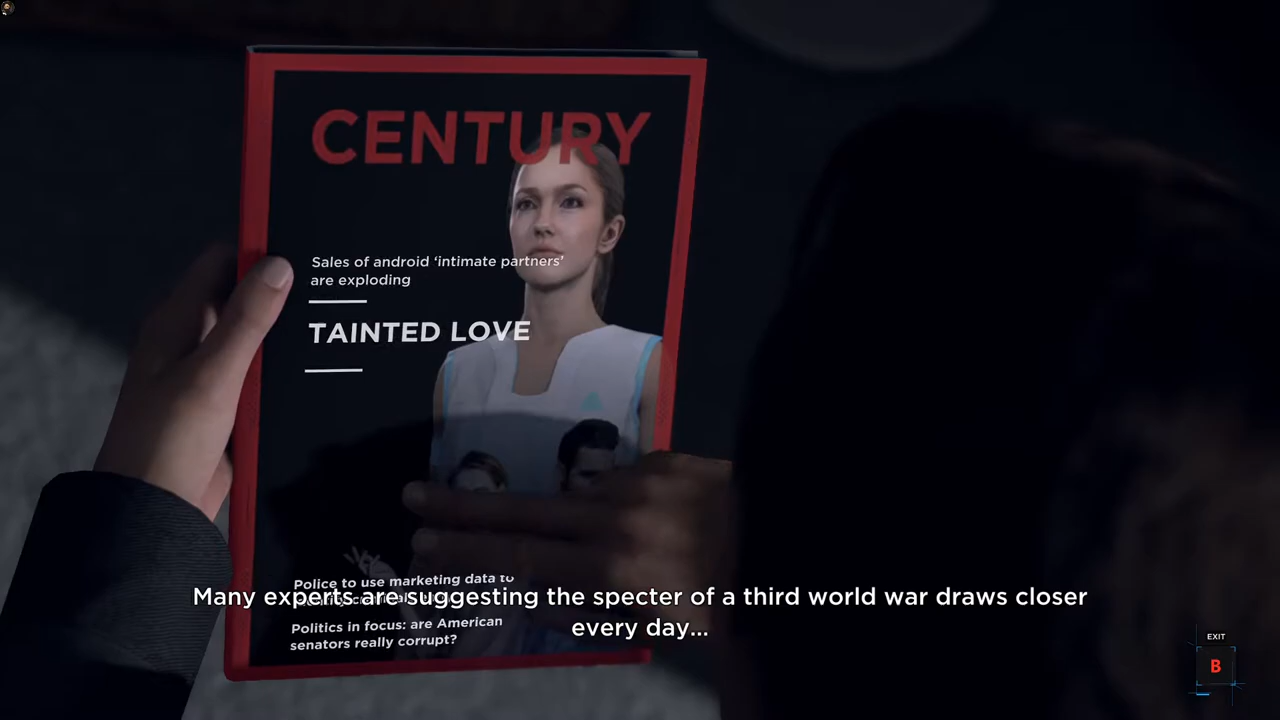 CENTURY
Sales of android ‘intimate partners’
are exploding
TAINTED LOVE
Police to use marketing data to
Many experts are suggesting the specter of a third world war draws closer
every day...
Politics in focus: are American
senators really corrupt?
EXIT
B